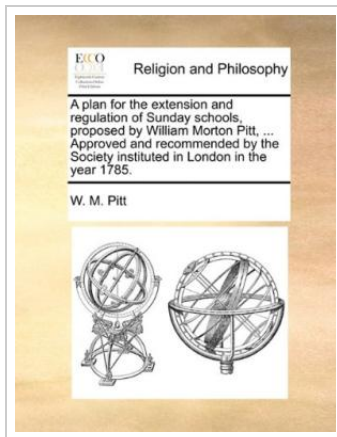 ECCO
Religion and Philosophy
A plan for the extension and
regulation of Sunday schools,
proposed by William Morton Pitt, ...
Approved and recommended by the
Society instituted in London in the
year 1785.
W. M. Pitt